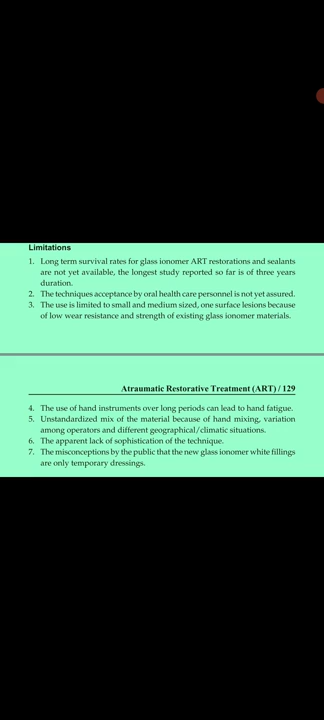 Limitations
1. Long term survival rates for glass ionomer ART restorations and sealants
are not yet available, the longest study reported so far is of three years
duration.
2. The techniques acceptance by oral health care personnel is not yet assured.
3. The use is limited to small and medium sized, one surface lesions because
of low wear resistance and strength of existing glass ionomer materials.
Atraumatic Restorative Treatment (ART) / 129
4. The use of hand instruments over long periods can lead to hand fatigue.
5. Unstandardized mix of the material because of hand mixing, variation
among operators and different geographical/climatic situations.
6. The apparent lack of sophistication of the technique.
7. The misconceptions by the public that the new glass ionomer white fillings
are only temporary dressings.